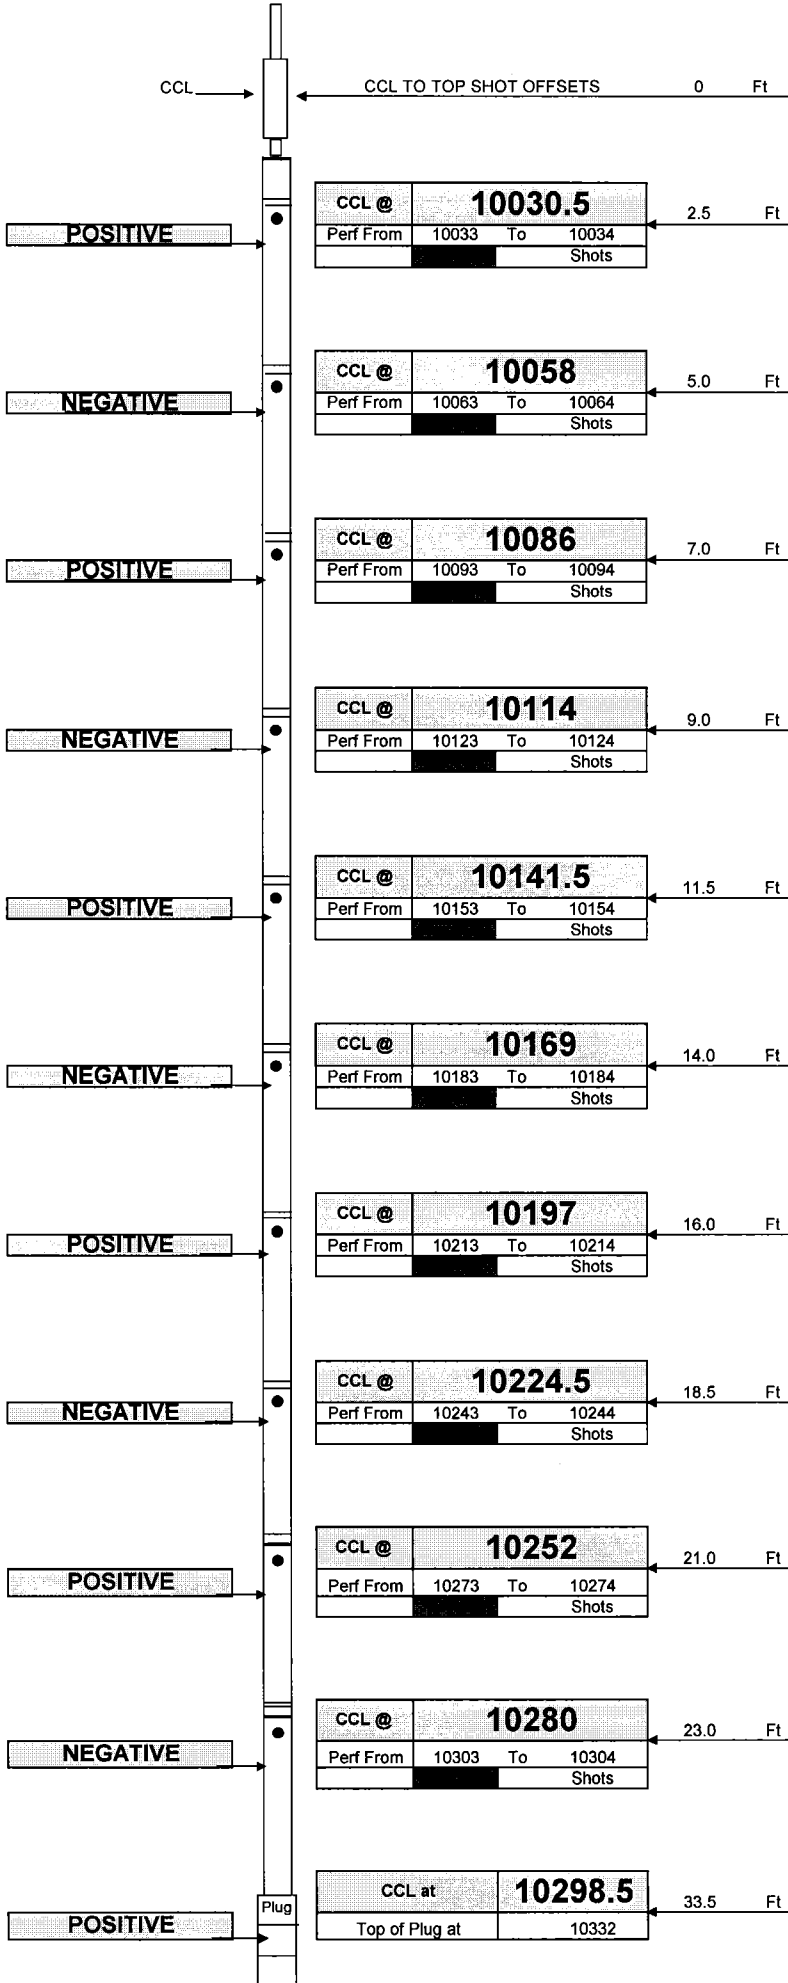 CCL CCL TO TOP SHOT OFFSETS 0 Ft
CCL @ 10030.5 2.5 Ft
POSITIVE Perf From 10033 To 10034
Shots
CCL @ 10058 5.0 Ft
NEGATIVE Perf From 10063 To 10064
Shots
CCL @ 10086 7.0 Ft
POSITIVE Perf From 10093 To 10094
Shots
CCL @ 10114 9.0 Ft
NEGATIVE Perf From 10123 To 10124
Shots
CCL @ 10141.5 11.5 Ft
POSITIVE Perf From 10153 To 10154
Shots
CCL @ 10169 14.0 Ft
NEGATIVE Perf From 10183 To 10184
Shots
CCL @ 10197 16.0 Ft
POSITIVE Perf From 10213 To 10214
Shots
CCL @ 10224.5 18.5 Ft
NEGATIVE Perf From 10243 To 10244
Shots
CCL @ 10252 21.0 Ft
POSITIVE Perf From 10273 To 10274
Shots
CCL @ 10280 23.0 Ft
NEGATIVE Perf From 10303 To 10304
Shots
Plug CCL at 10298.5 33.5 Ft
POSITIVE Top of Plug at 10332